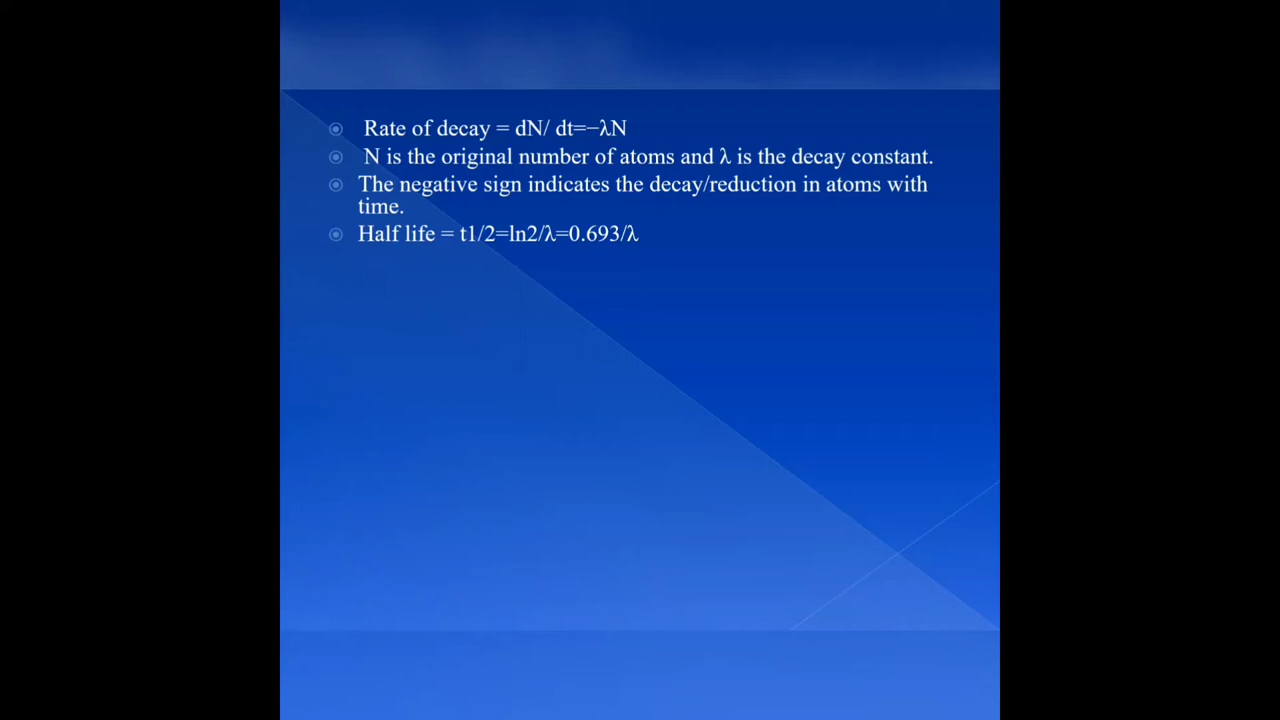 Rate of decay = dN/ dt=−λN
N is the original number of atoms and λ is the decay constant.
The negative sign indicates the decay/reduction in atoms with
time.
Half life = t1/2=ln2/λ=0.693/λ